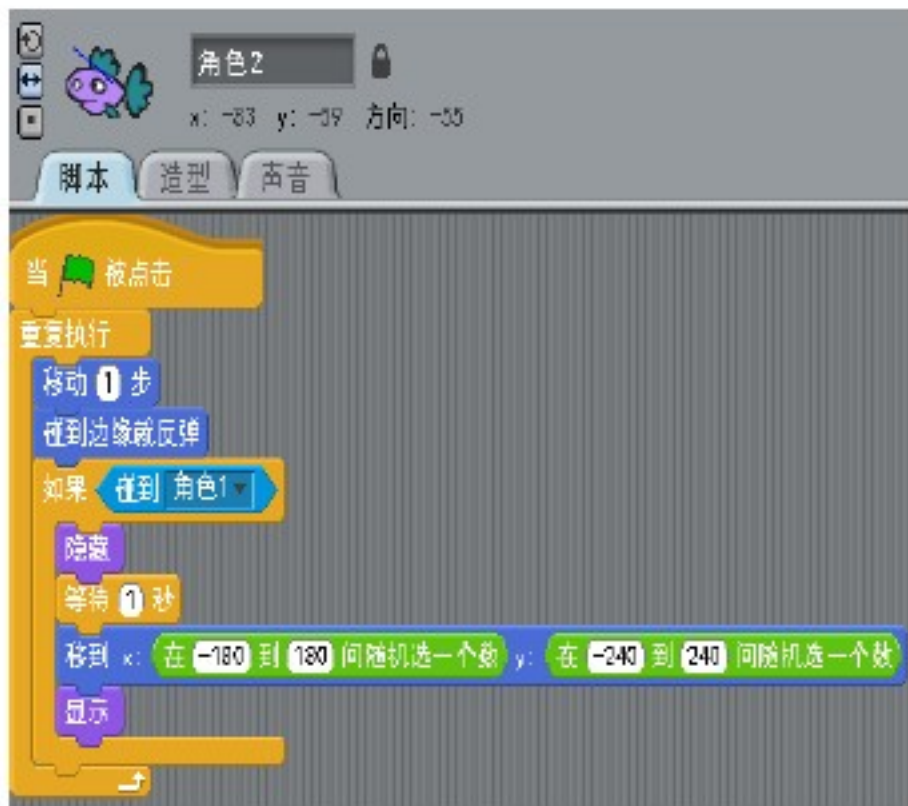 角色2
x: -83 y: -59 方向: -55
脚本 造型 声音
当 被点击
重复执行
移动 1 步
碰到边缘就反弹
如果 碰到 角色1
隐藏
等待 1 秒
移到 x: 在 -180 到 180 间随机选一个数 y: 在 -240 到 240 间随机选一个数
显示